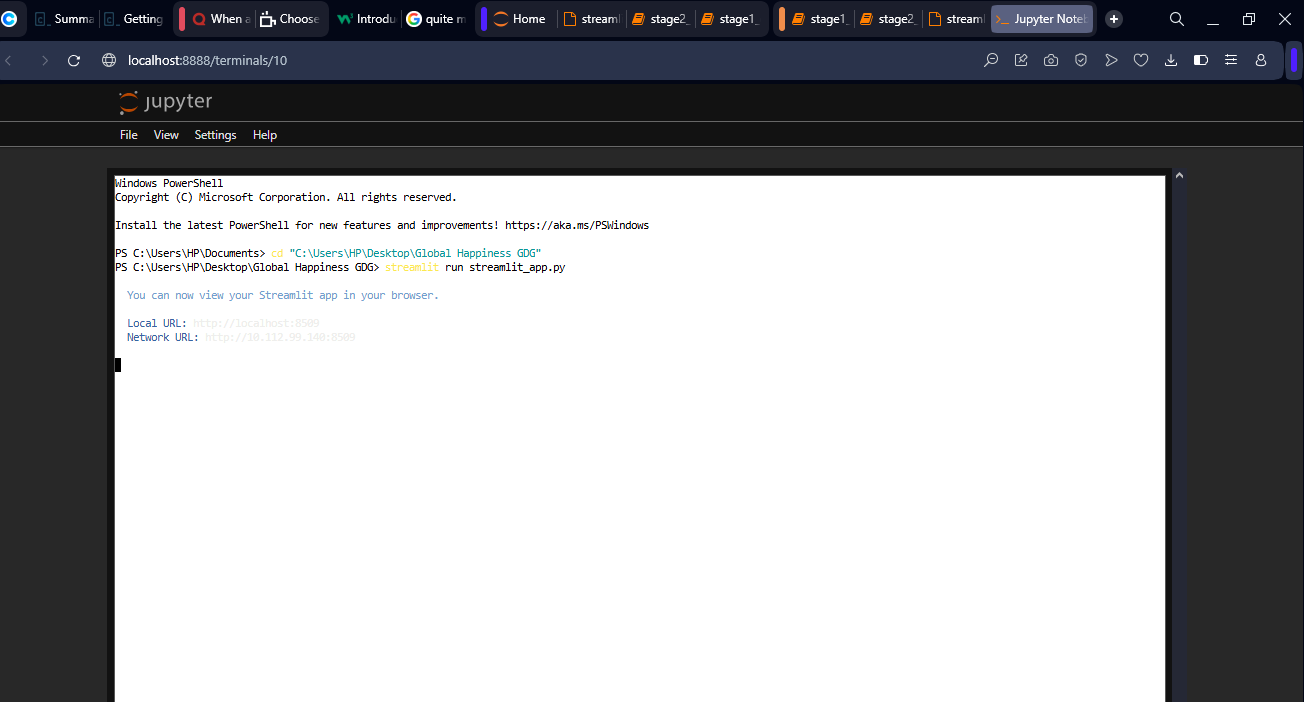 Summa
Getting
When a
Choose
Introdu
quite m
Home
stream
stage2_
stage1_
stage1_
stage2_
stream
Jupyter Note
localhost:8888/terminals/10
jupyter
File View Settings Help
Windows PowerShell
Copyright (C) Microsoft Corporation. All rights reserved.
Install the latest PowerShell for new features and improvements! https://aka.ms/PSWindows
PS C:\Users\HP\Documents> cd "C:\Users\HP\Desktop\Global Happiness GDG"
PS C:\Users\HP\Desktop\Global Happiness GDG> streamlit run streamlit_app.py
You can now view your Streamlit app in your browser.
Local URL: http://localhost:8509
Network URL: http://10.112.99.140:8509